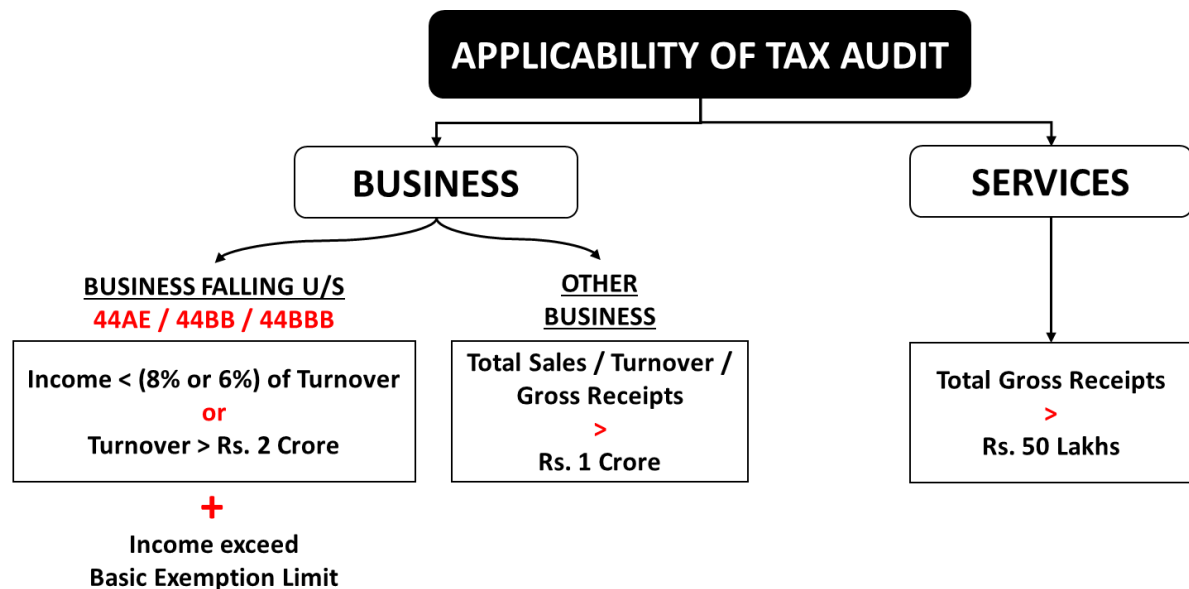 APPLICABILITY OF TAX AUDIT
BUSINESS
SERVICES
BUSINESS FALLING U/S
44AE / 44BB / 44BBB
Income < (8% or 6%) of Turnover
or
Turnover > Rs. 2 Crore
+
Income exceed
Basic Exemption Limit
OTHER
BUSINESS
Total Sales / Turnover /
Gross Receipts
>
Rs. 1 Crore
Total Gross Receipts
>
Rs. 50 Lakhs